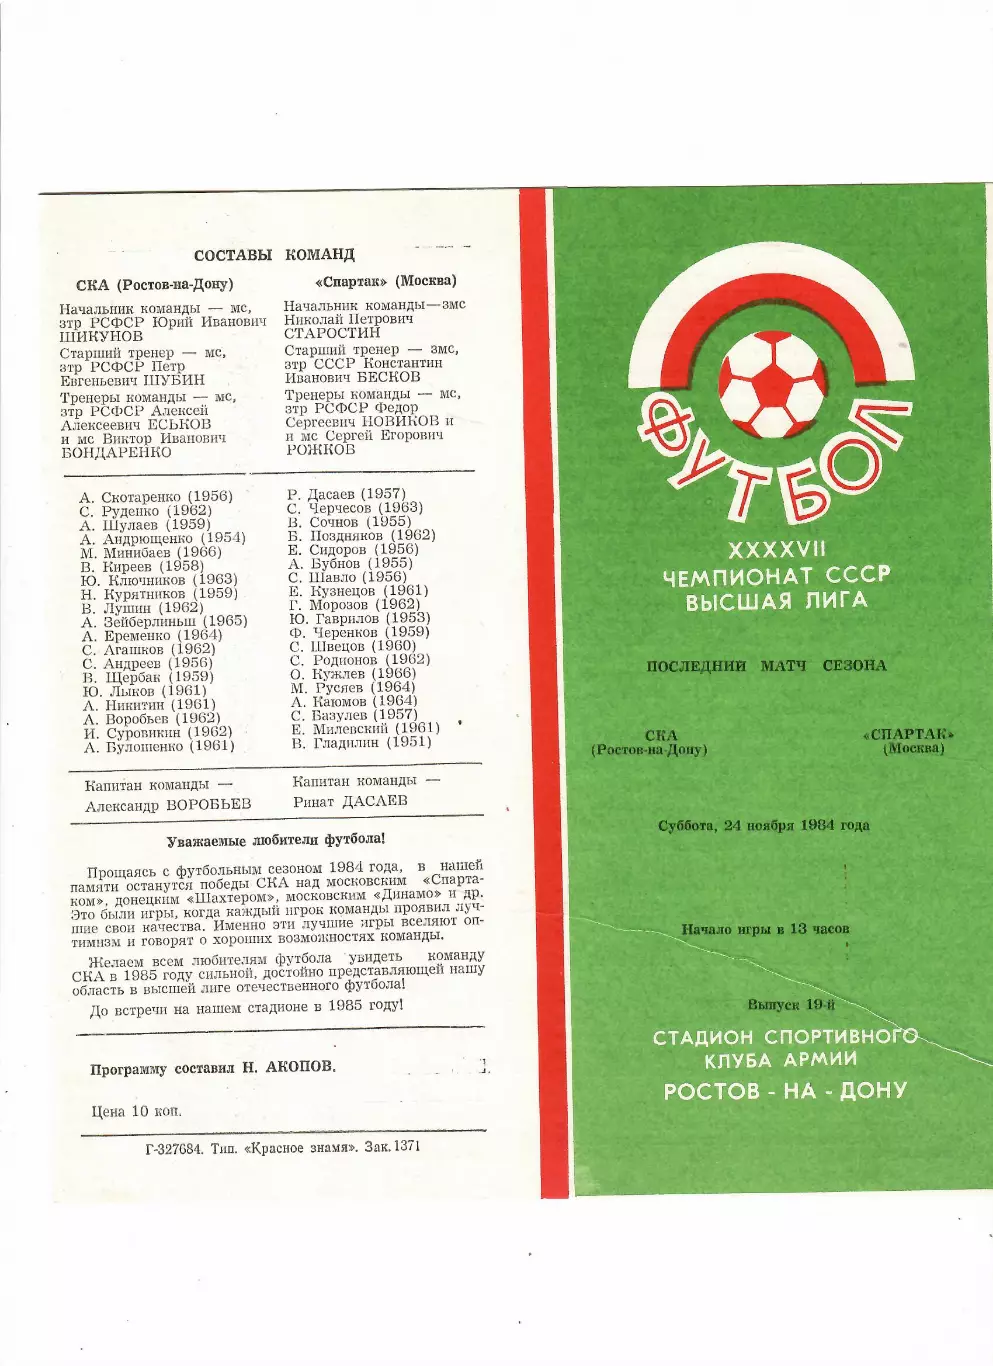 СОСТАВЫ КОМАНД
СКА (Ростов-на-Дону)
Начальник команды — мс,
зтр РСФСР Юрий Иванович
ШИКУНОВ
Старший тренер — мс,
зтр РСФСР Петр
Евгеньевич ШУБИН
Тренеры команды — мс,
зтр РСФСР Алексей
Алексеевич ЕСЬКОВ
и мс Виктор Иванович
БОНДАРЕНКО
«Спартак» (Москва)
Начальник команды—змс
Николай Петрович
СТАРОСТИН
Старший тренер — змс,
зтр СССР Константин
Иванович БЕСКОВ
Тренеры команды — мс,
зтр РСФСР Федор
Сергеевич НОВИКОВ и
и мс Сергей Егорович
РОЖКОВ
А. Скотаренко (1956)
С. Руденко (1962)
А. Шулаев (1959)
А. Андрющенко (1954)
М. Минибаев (1966)
В. Киреев (1958)
Ю. Ключников (1963)
Н. Курятников (1959)
В. Лушин (1962)
А. Зейберлиньш (1965)
А. Еременко (1964)
С. Агашков (1962)
С. Андреев (1956)
В. Щербак (1959)
Ю. Лыков (1961)
А. Никитин (1961)
А. Воробьев (1962)
И. Суровикин (1962)
А. Булошенко (1961)
Р. Дасаев (1957)
С. Черчесов (1963)
В. Сочнов (1955)
Б. Поздняков (1962)
Е. Сидоров (1956)
А. Бубнов (1955)
С. Шавло (1956)
Е. Кузнецов (1961)
Г. Морозов (1962)
Ю. Гаврилов (1953)
Ф. Черенков (1959)
С. Швецов (1960)
С. Родионов (1962)
О. Кужлев (1966)
М. Русяев (1964)
А. Каюмов (1964)
С. Базулев (1957)
Е. Милевский (1961)
В. Гладилин (1951)
Капитан команды —
Александр ВОРОБЬЕВ
Капитан команды —
Ринат ДАСАЕВ
Уважаемые любители футбола!
Прощаясь с футбольным сезоном 1984 года, в нашей
памяти останутся победы СКА над московским «Спарта-
ком», донецким «Шахтером», московским «Динамо» и др.
Это были игры, когда каждый игрок команды проявил луч-
шие свои качества. Именно эти лучшие игры вселяют оп-
тимизм и говорят о хороших возможностях команды.
Желаем всем любителям футбола увидеть команду
СКА в 1985 году сильной, достойно представляющей нашу
область в высшей лиге отечественного футбола!
До встречи на нашем стадионе в 1985 году!
Программу составил Н. АКОПОВ.
Цена 10 коп.
Г-327684. Тип. «Красное знамя». Зак. 1371
ФУТБОЛ
XXXXVII
ЧЕМПИОНАТ СССР
ВЫСШАЯ ЛИГА
ПОСЛЕДНИЙ МАТЧ СЕЗОНА
СКА
(Ростов-на-Дону)
«СПАРТАК»
(Москва)
Суббота, 24 ноября 1984 года
Начало игры в 13 часов
Выпуск 19-й
СТАДИОН СПОРТИВНОГО
КЛУБА АРМИИ
РОСТОВ - НА - ДОНУ